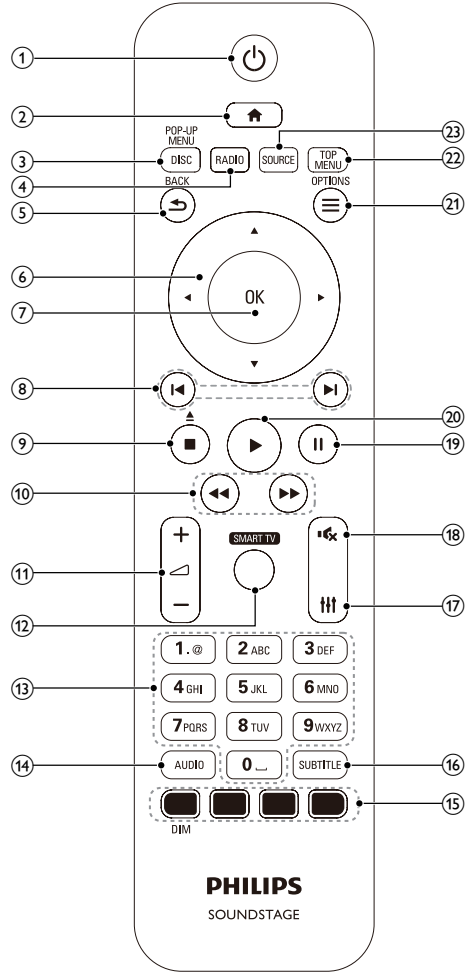 1
2
23
POP-UP
MENU
3
DISC
RADIO
SOURCE
TOP
MENU
22
4
BACK
OPTIONS
5
21
6
OK
7
8
20
9
19
10
SMART TV
18
11
12
17
1.@
2 ABC
3 DEF
13
4 GHI
5 JKL
6 MNO
7 PQRS
8 TUV
9 WXYZ
14
AUDIO
0
SUBTITLE
16
15
DIM
PHILIPS
SOUNDSTAGE